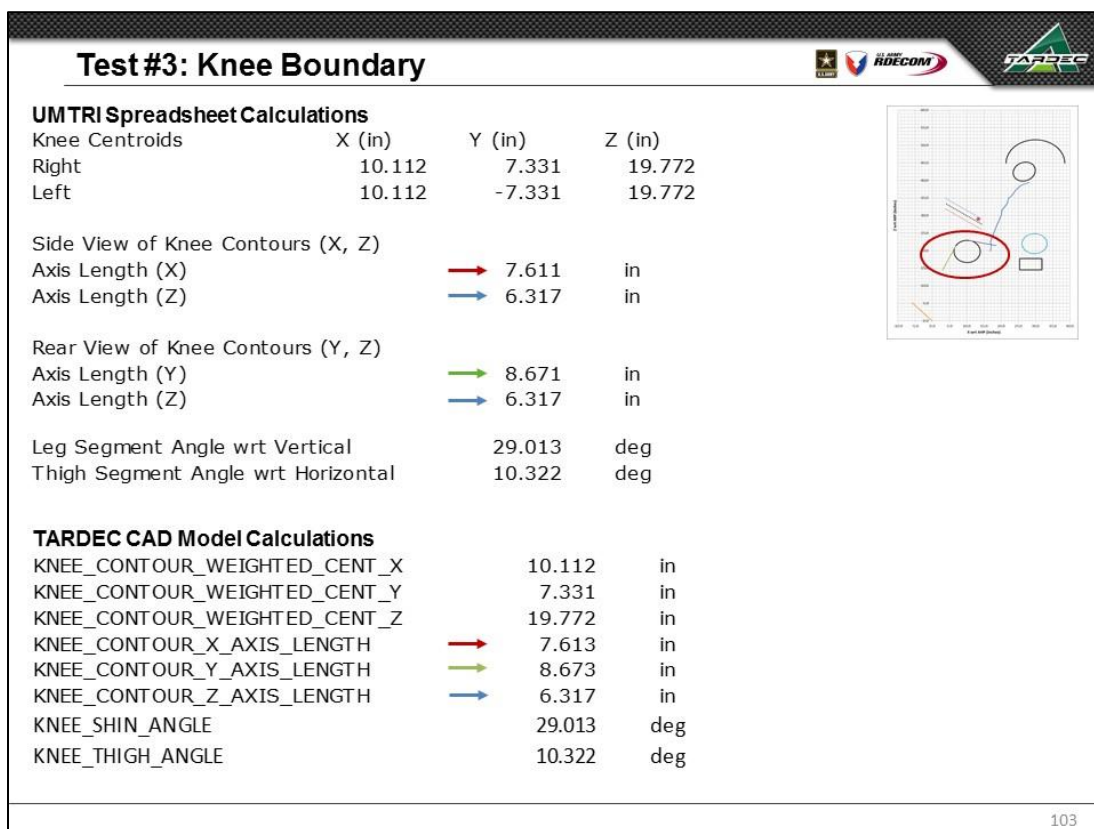 Test #3: Knee Boundary
U.S. ARMY
RDECOM
TARDEC
UMTRI Spreadsheet Calculations
Knee Centroids X (in) Y (in) Z (in)
Right 10.112 7.331 19.772
Left 10.112 -7.331 19.772
Side View of Knee Contours (X, Z)
Axis Length (X) 7.611 in
Axis Length (Z) 6.317 in
Rear View of Knee Contours (Y, Z)
Axis Length (Y) 8.671 in
Axis Length (Z) 6.317 in
Leg Segment Angle wrt Vertical 29.013 deg
Thigh Segment Angle wrt Horizontal 10.322 deg
TARDEC CAD Model Calculations
KNEE_CONTOUR_WEIGHTED_CENT_X 10.112 in
KNEE_CONTOUR_WEIGHTED_CENT_Y 7.331 in
KNEE_CONTOUR_WEIGHTED_CENT_Z 19.772 in
KNEE_CONTOUR_X_AXIS_LENGTH 7.613 in
KNEE_CONTOUR_Y_AXIS_LENGTH 8.673 in
KNEE_CONTOUR_Z_AXIS_LENGTH 6.317 in
KNEE_SHIN_ANGLE 29.013 deg
KNEE_THIGH_ANGLE 10.322 deg
103